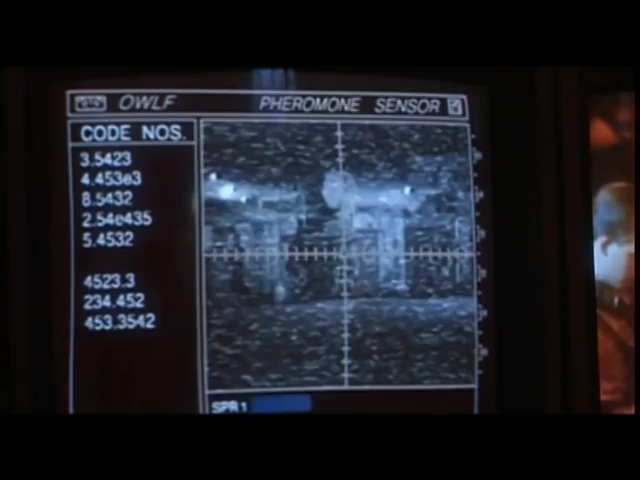 OWLF PHEROMONE SENSOR
CODE NOS.
3.5423
4.453e3
8.5432
2.54e435
5.4532
4523.3
234.452
453.3542
SPR 1